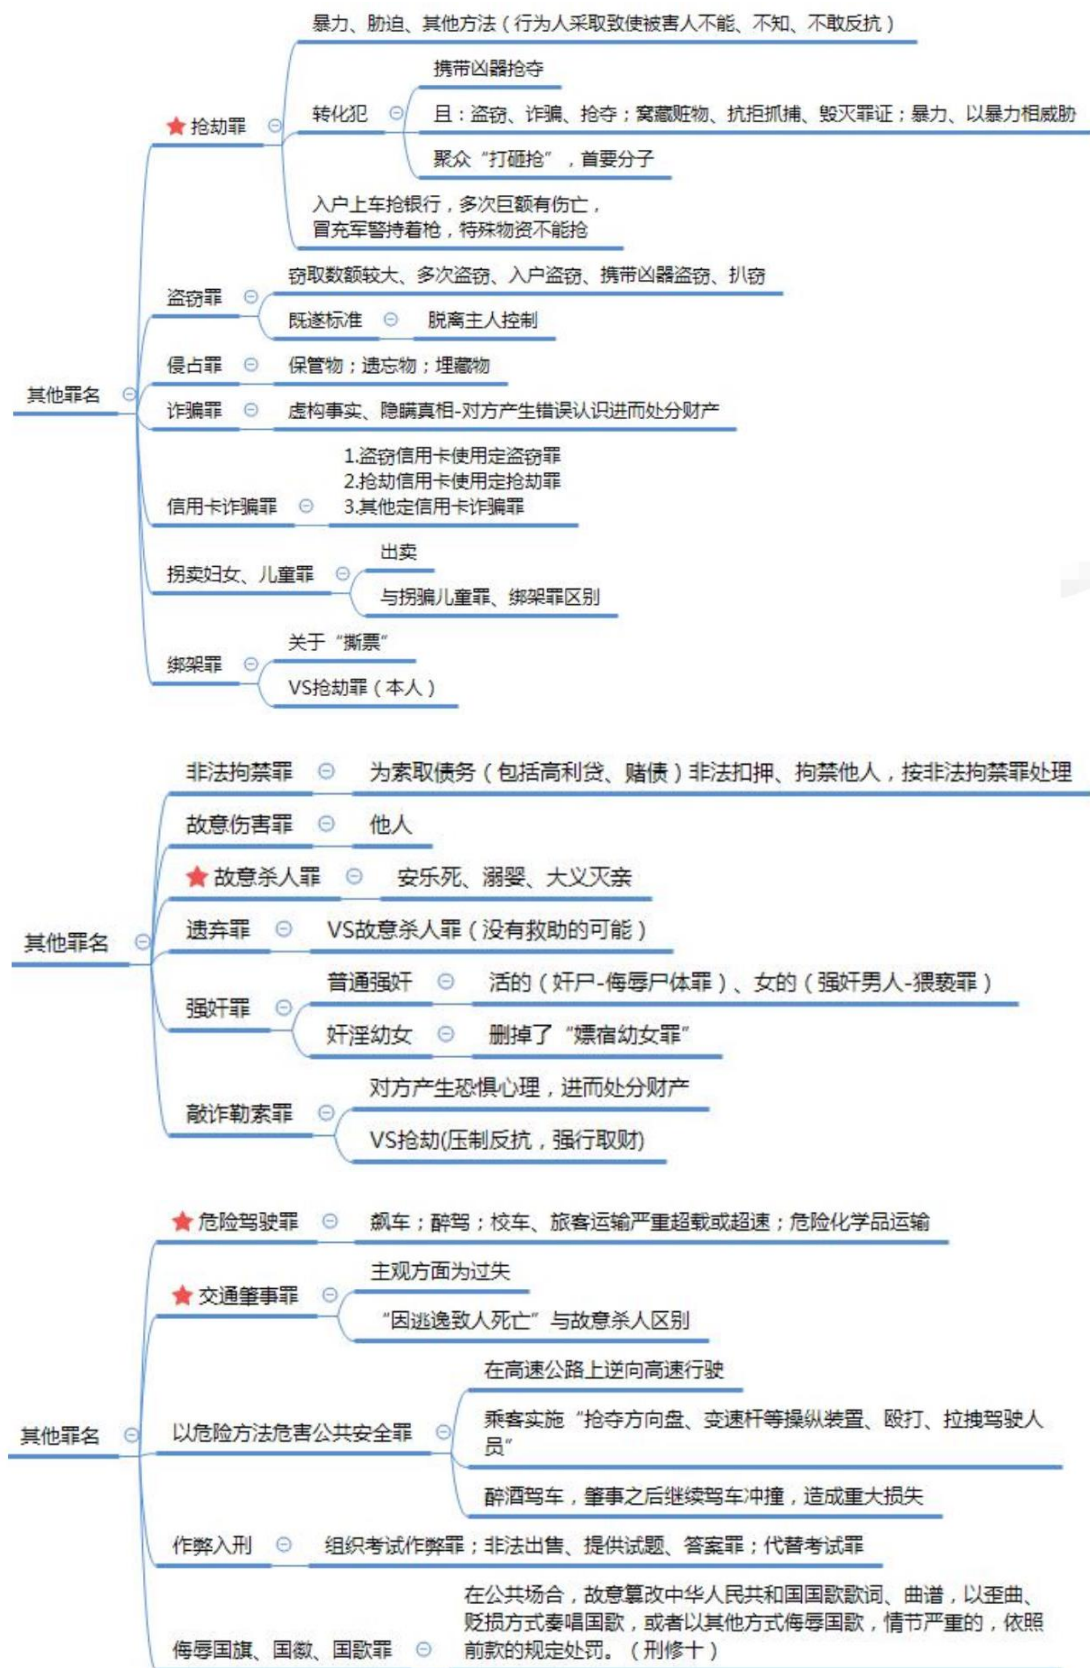 暴力、胁迫、其他方法（行为人采取致使被害人不能、不知、不敢反抗）
携带凶器抢夺
★ 抢劫罪
转化犯
且：盗窃、诈骗、抢夺；窝藏赃物、抗拒抓捕、毁灭罪证；暴力、以暴力相威胁
聚众“打砸抢”，首要分子
入户上车抢银行，多次巨额有伤亡，
冒充军警持着枪，特殊物资不能抢
盗窃罪
窃取数额较大、多次盗窃、入户盗窃、携带凶器盗窃、扒窃
既遂标准
脱离主人控制
侵占罪
保管物；遗忘物；埋藏物
其他罪名
诈骗罪
虚构事实、隐瞒真相-对方产生错误认识进而处分财产
信用卡诈骗罪
1.盗窃信用卡使用定盗窃罪
2.抢劫信用卡使用定抢劫罪
3.其他定信用卡诈骗罪
拐卖妇女、儿童罪
出卖
与拐骗儿童罪、绑架罪区别
绑架罪
关于“撕票”
VS抢劫罪（本人）
非法拘禁罪
为索取债务（包括高利贷、赌债）非法扣押、拘禁他人，按非法拘禁罪处理
故意伤害罪
他人
★ 故意杀人罪
安乐死、溺婴、大义灭亲
其他罪名
遗弃罪
VS故意杀人罪（没有救助的可能）
强奸罪
普通强奸
活的（奸尸-侮辱尸体罪）、女的（强奸男人-猥亵罪）
奸淫幼女
删掉了“嫖宿幼女罪”
敲诈勒索罪
对方产生恐惧心理，进而处分财产
VS抢劫(压制反抗，强行取财)
★ 危险驾驶罪
飙车；醉驾；校车、旅客运输严重超载或超速；危险化学品运输
★ 交通肇事罪
主观方面为过失
“因逃逸致人死亡”与故意杀人区别
其他罪名
以危险方法危害公共安全罪
在高速公路上逆向高速行驶
乘客实施“抢夺方向盘、变速杆等操纵装置、殴打、拉拽驾驶人
员”
醉酒驾车，肇事之后继续驾车冲撞，造成重大损失
作弊入刑
组织考试作弊罪；非法出售、提供试题、答案罪；代替考试罪
侮辱国旗、国徽、国歌罪
在公共场合，故意篡改中华人民共和国国歌歌词、曲谱，以歪曲、
贬损方式奏唱国歌，或者以其他方式侮辱国歌，情节严重的，依照
前款的规定处罚。（刑修十）